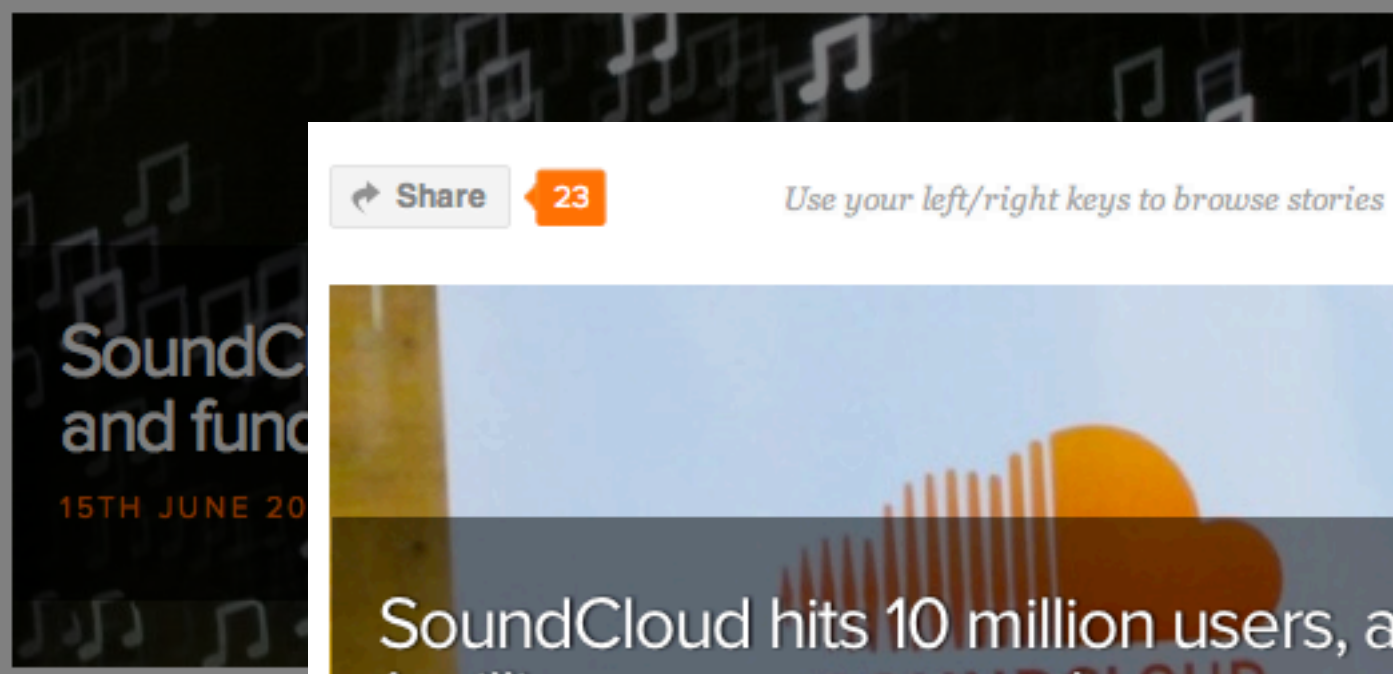 Share 23 Use your left/right keys to browse stories
SoundC
and func
15TH JUNE 20
SoundCloud hits 10 million users, a